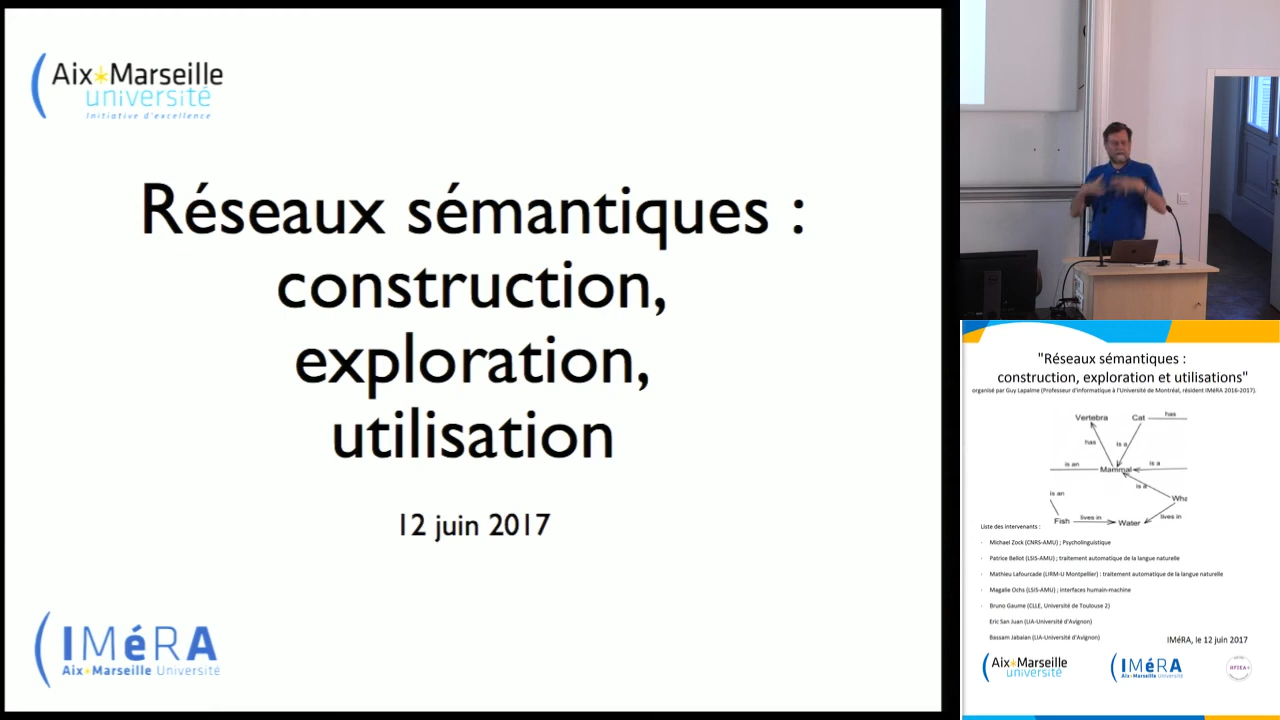 Aix*Marseille
université
Initiative d'excellence
Réseaux sémantiques :
construction,
exploration,
utilisation
12 juin 2017
IMéRA
Aix*Marseille Université
"Réseaux sémantiques :
construction, exploration et utilisations"
organisé par Guy Lapalme (Professeur d'informatique à l'Université de Montréal, résident IMéRA 2016-2017).
Vertebra
Cat
has
has
is a
is an
Mammal
is a
is a
is an
Wha
Fish
lives in
Water
lives in
Liste des intervenants :
- Michael Zock (CNRS-AMU) ; Psycholinguistique
- Patrice Bellot (LSIS-AMU) ; traitement automatique de la langue naturelle
- Mathieu Lafourcade (LIRM-U Montpellier) : traitement automatique de la langue naturelle
- Magalie Ochs (LSIS-AMU) ; interfaces humain-machine
- Bruno Gaume (CLLE, Université de Toulouse 2)
Eric San Juan (UA-Université d'Avignon)
Bassam Jabaian (UA-Université d'Avignon)
IMéRA, le 12 juin 2017
Aix*Marseille
université
IMéRA
Aix*Marseille Université